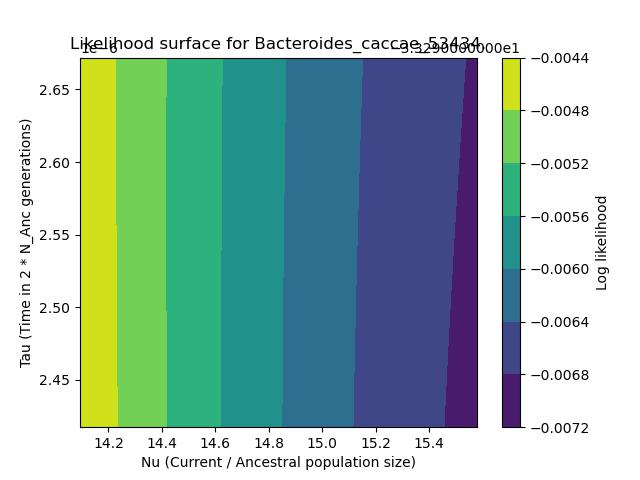 Likelihood surface for Bacteroides_caccae_53434.
1e−6
−3.3290000000e1
2.65
2.60
2.55
2.50
2.45
Tau (Time in 2 * N_Anc generations)
14.2 14.4 14.6 14.8 15.0 15.2 15.4
Nu (Current / Ancestral population size)
−0.0044
−0.0048
−0.0052
−0.0056
−0.0060
−0.0064
−0.0068
−0.0072
Log likelihood